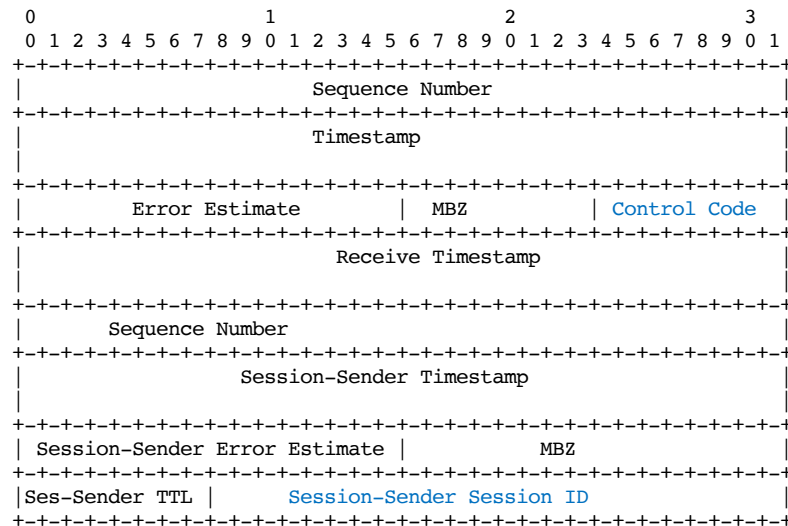 0                   1                   2                   3
 0 1 2 3 4 5 6 7 8 9 0 1 2 3 4 5 6 7 8 9 0 1 2 3 4 5 6 7 8 9 0 1
+-+-+-+-+-+-+-+-+-+-+-+-+-+-+-+-+-+-+-+-+-+-+-+-+-+-+-+-+-+-+-+-+
|                        Sequence Number                        |
+-+-+-+-+-+-+-+-+-+-+-+-+-+-+-+-+-+-+-+-+-+-+-+-+-+-+-+-+-+-+-+-+
|                        Timestamp                              |
|                                                               |
+-+-+-+-+-+-+-+-+-+-+-+-+-+-+-+-+-+-+-+-+-+-+-+-+-+-+-+-+-+-+-+-+
|         Error Estimate        |  MBZ          | Control Code  |
+-+-+-+-+-+-+-+-+-+-+-+-+-+-+-+-+-+-+-+-+-+-+-+-+-+-+-+-+-+-+-+-+
|                          Receive Timestamp                    |
|                                                               |
+-+-+-+-+-+-+-+-+-+-+-+-+-+-+-+-+-+-+-+-+-+-+-+-+-+-+-+-+-+-+-+-+
|       Sequence Number                                         |
+-+-+-+-+-+-+-+-+-+-+-+-+-+-+-+-+-+-+-+-+-+-+-+-+-+-+-+-+-+-+-+-+
|                  Session-Sender Timestamp                     |
|                                                               |
+-+-+-+-+-+-+-+-+-+-+-+-+-+-+-+-+-+-+-+-+-+-+-+-+-+-+-+-+-+-+-+-+
| Session-Sender Error Estimate |           MBZ                 |
+-+-+-+-+-+-+-+-+-+-+-+-+-+-+-+-+-+-+-+-+-+-+-+-+-+-+-+-+-+-+-+-+
|Ses-Sender TTL |      Session-Sender Session ID                |
+-+-+-+-+-+-+-+-+-+-+-+-+-+-+-+-+-+-+-+-+-+-+-+-+-+-+-+-+-+-+-+-+